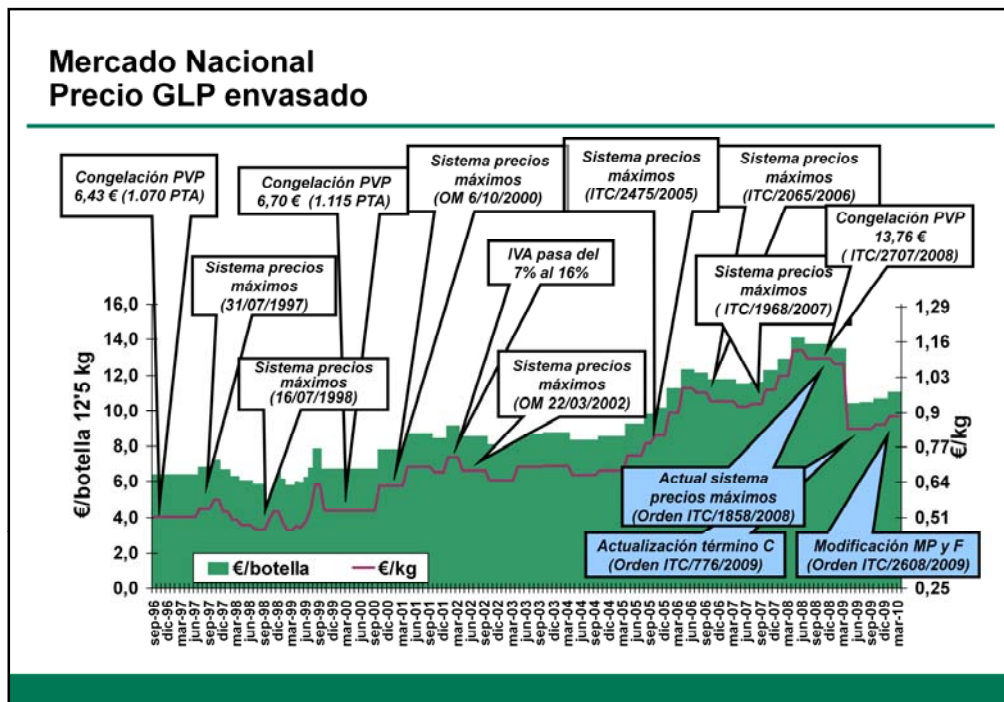 Mercado Nacional
Precio GLP envasado
Congelación PVP
6,43 € (1.070 PTA)
Sistema precios
máximos
(31/07/1997)
Sistema precios
máximos
(16/07/1998)
Congelación PVP
6,70 € (1.115 PTA)
Sistema precios
máximos
(OM 6/10/2000)
IVA pasa del
7% al 16%
Sistema precios
máximos
(OM 22/03/2002)
Sistema precios
máximos
(ITC/2475/2005)
Sistema precios
máximos
(ITC/2065/2006)
Sistema precios
máximos
( ITC/1968/2007)
Congelación PVP
13,76 €
( ITC/2707/2008)
Actual sistema
precios máximos
(Orden ITC/1858/2008)
Actualización término C
(Orden ITC/776/2009)
Modificación MP y F
(Orden ITC/2608/2009)
€/botella 12'5 kg
16,0
14,0
12,0
10,0
8,0
6,0
4,0
2,0
0,0
€/kg
1,29
1,16
1,03
0,9
0,77
0,64
0,51
0,38
0,25
€/botella
€/kg
sep-96
dic-96
mar-97
jun-97
sep-97
dic-97
mar-98
jun-98
sep-98
dic-98
mar-99
jun-99
sep-99
dic-99
mar-00
jun-00
sep-00
dic-00
mar-01
jun-01
sep-01
dic-01
mar-02
jun-02
sep-02
dic-02
mar-03
jun-03
sep-03
dic-03
mar-04
jun-04
sep-04
dic-04
mar-05
jun-05
sep-05
dic-05
mar-06
jun-06
sep-06
dic-06
mar-07
jun-07
sep-07
dic-07
mar-08
jun-08
sep-08
dic-08
mar-09
jun-09
sep-09
dic-09
mar-10